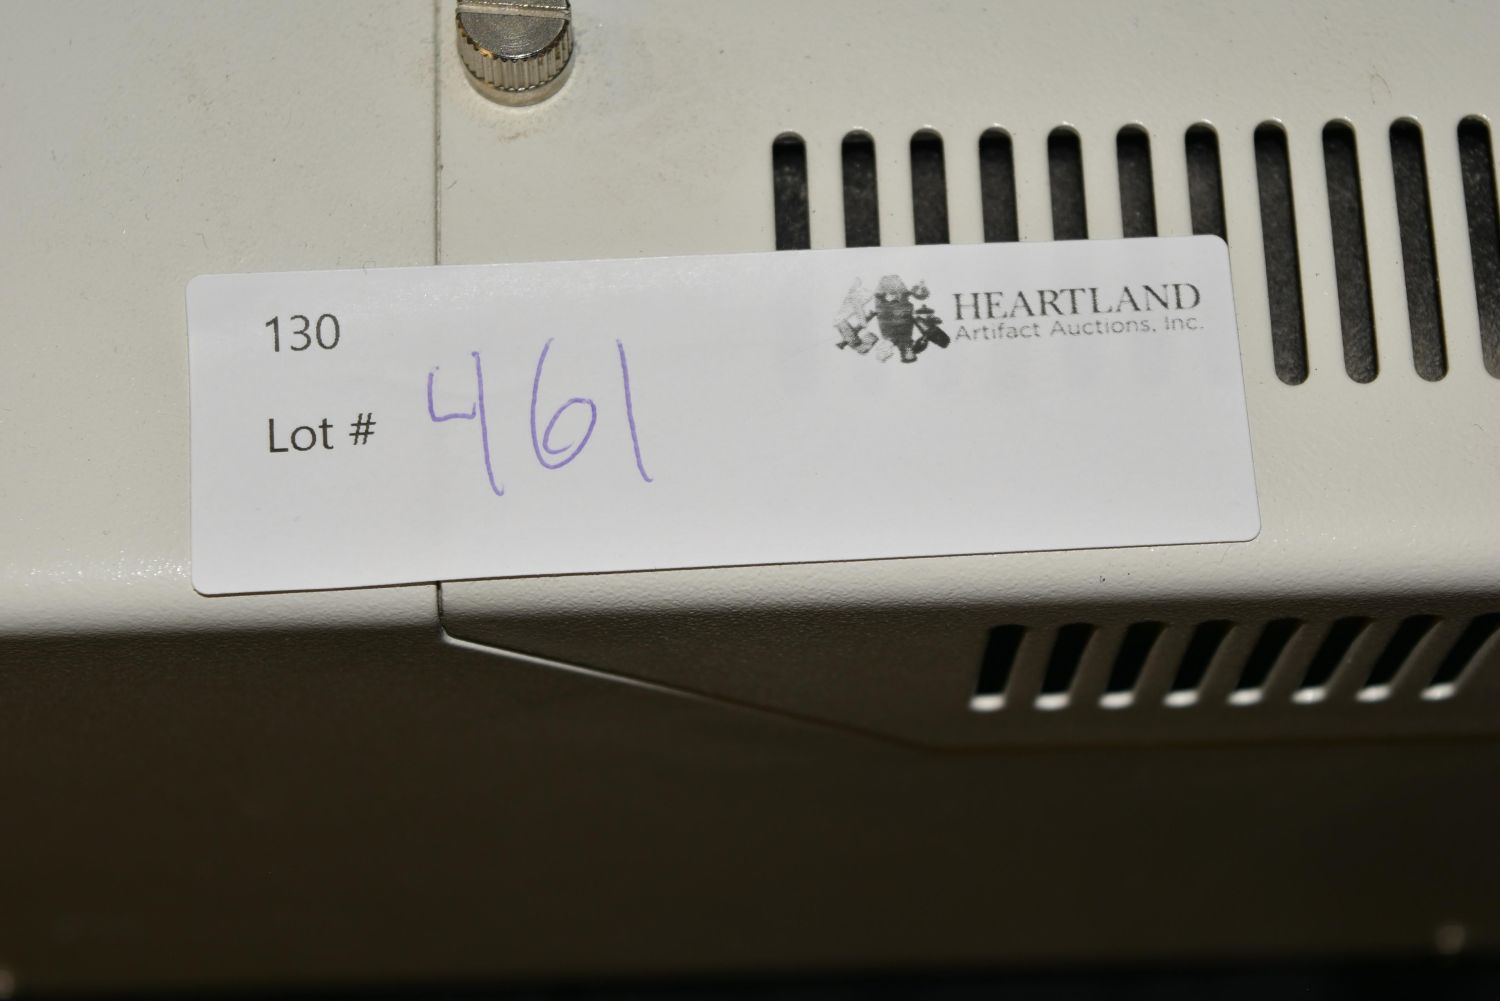 130
HEARTLAND
Artifact Auctions, Inc.
Lot # 461